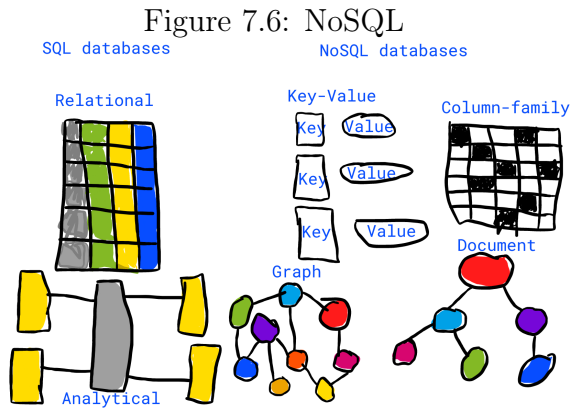 Figure 7.6: NoSQL
SQL databases
NoSQL databases
Relational
Key-Value
Column-family
Key
Value
Key
Value
Key
Value
Document
Graph
Analytical